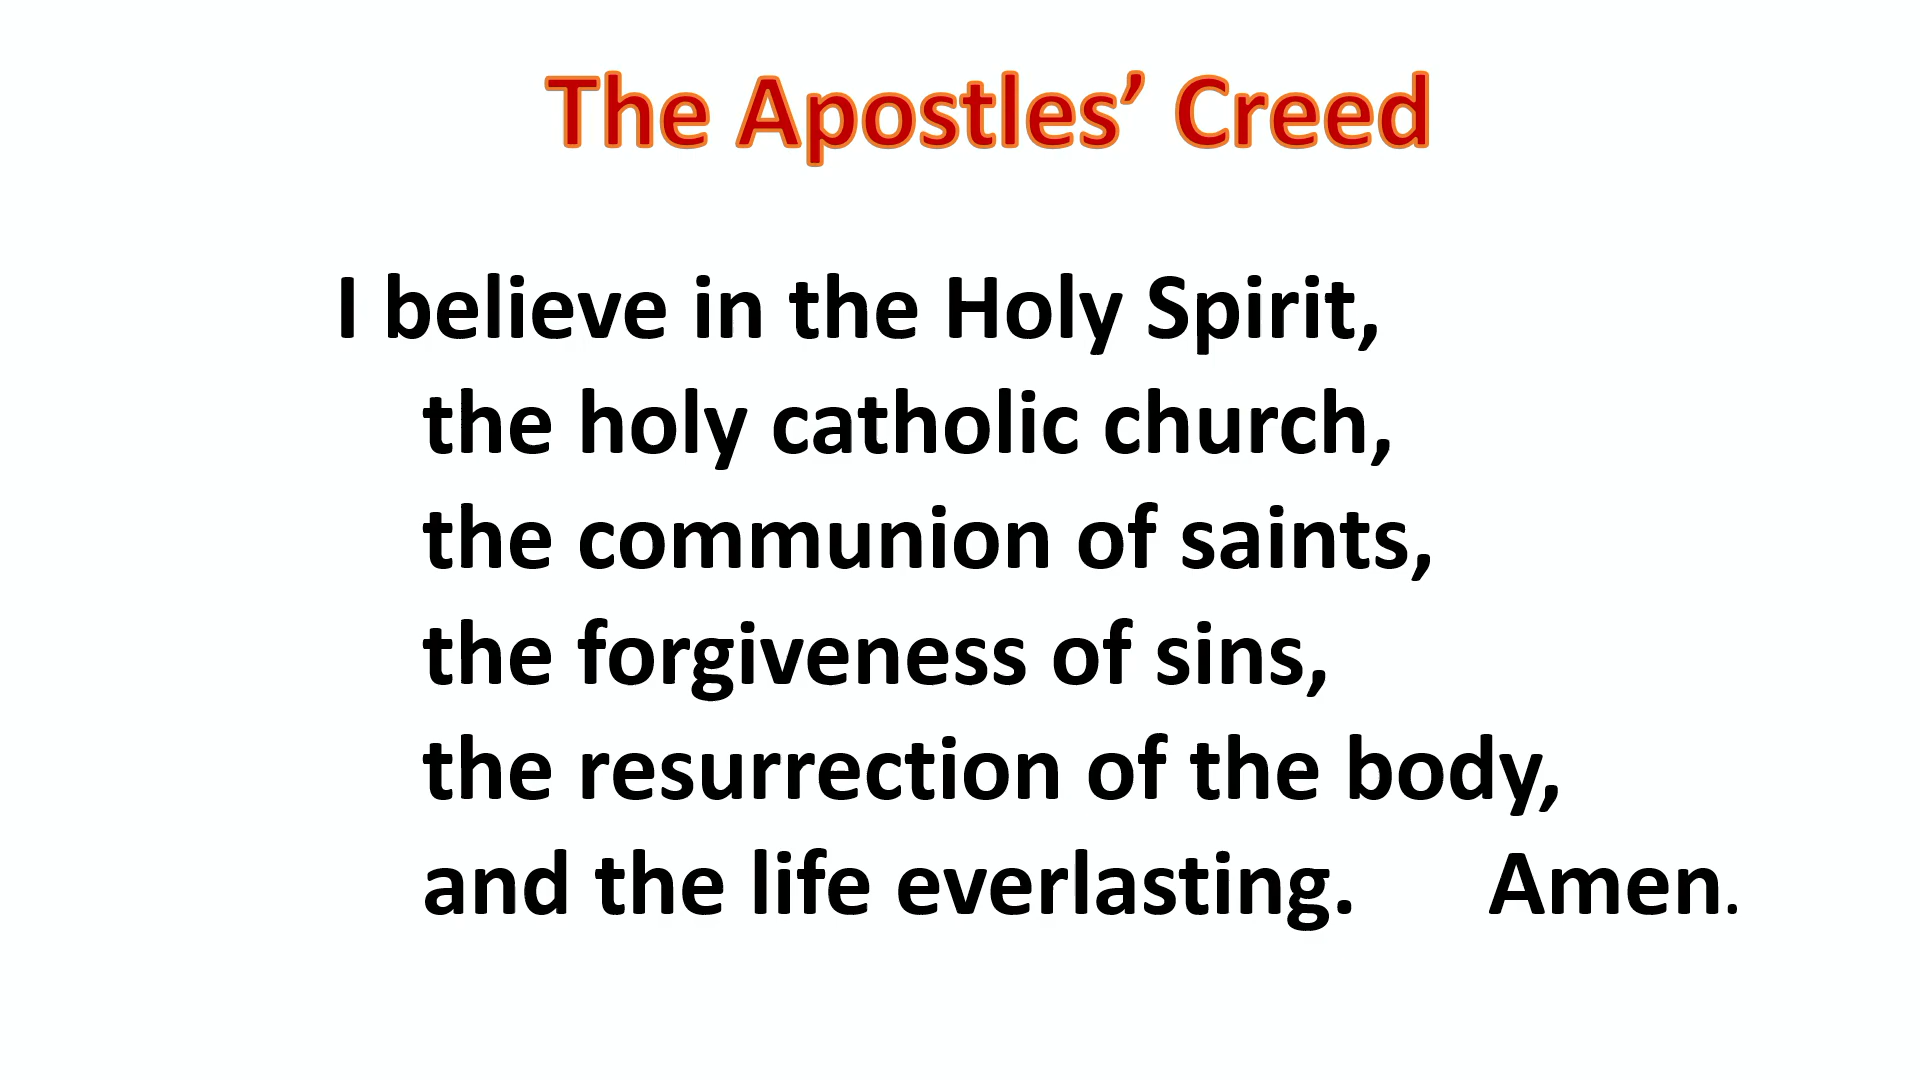 The Apostles’ Creed
I believe in the Holy Spirit,
the holy catholic church,
the communion of saints,
the forgiveness of sins,
the resurrection of the body,
and the life everlasting. Amen.